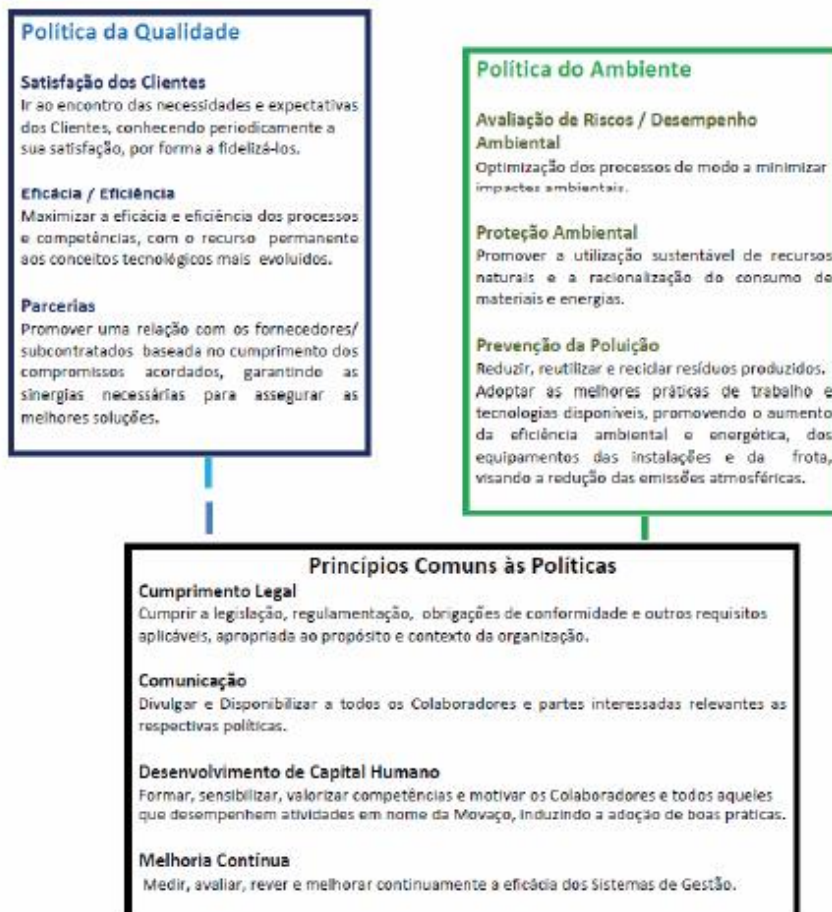 Política da Qualidade
Satisfação dos Clientes
Ir ao encontro das necessidades e expectativas
dos Clientes, conhecendo periodicamente a
sua satisfação, por forma a fidelizá-los.
Eficácia / Eficiência
Maximizar a eficácia e eficiência dos processos
e competências, com o recurso permanente
aos conceitos tecnológicos mais evoluidos.
Parcerias
Promover uma relação com os fornecedores/
subcontratados baseada no cumprimento dos
compromissos acordados, garantindo as
sinergias necessárias para assegurar as
melhores soluções.
Política do Ambiente
Avaliação de Riscos / Desempenho
Ambiental
Optimização dos processos de modo a minimizar
impactes ambientais.
Proteção Ambiental
Promover a utilização sustentável de recursos
naturais e a racionalização do consumo de
materiais e energias.
Prevenção da Poluição
Reduzir, reutilizar e reciclar resíduos produzidos.
Adoptar as melhores práticas de trabalho e
tecnologias disponíveis, promovendo o aumento
da eficiência ambiental e energética, dos
equipamentos das instalações e da frota,
visando a redução das emissões atmosféricas.
Princípios Comuns às Políticas
Cumprimento Legal
Cumprir a legislação, regulamentação, obrigações de conformidade e outros requisitos
aplicáveis, apropriada ao propósito e contexto da organização.
Comunicação
Divulgar e Disponibilizar a todos os Colaboradores e partes interessadas relevantes as
respectivas políticas.
Desenvolvimento de Capital Humano
Formar, sensibilizar, valorizar competências e motivar os Colaboradores e todos aqueles
que desempenhem atividades em nome da Movaço, induzindo a adoção de boas práticas.
Melhoria Contínua
Medir, avaliar, rever e melhorar continuamente a eficácia dos Sistemas de Gestão.